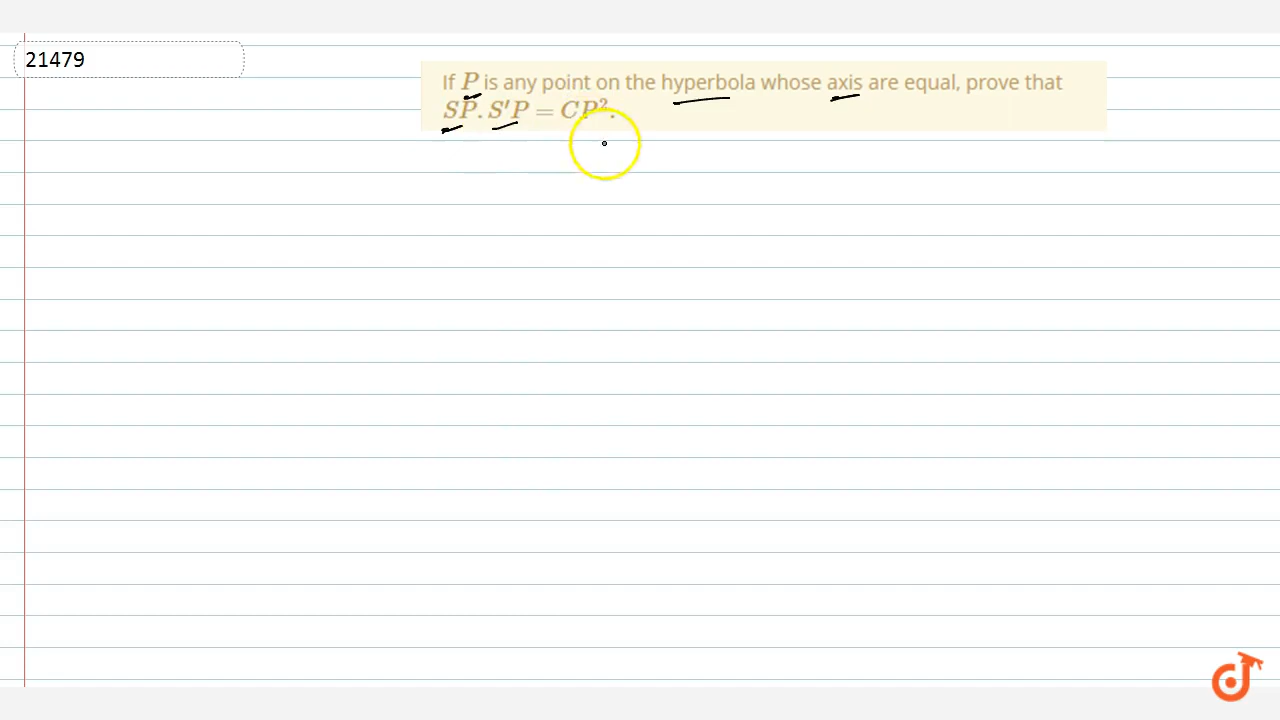 21479
If P is any point on the hyperbola whose axis are equal, prove that
SP. S′P = CP².